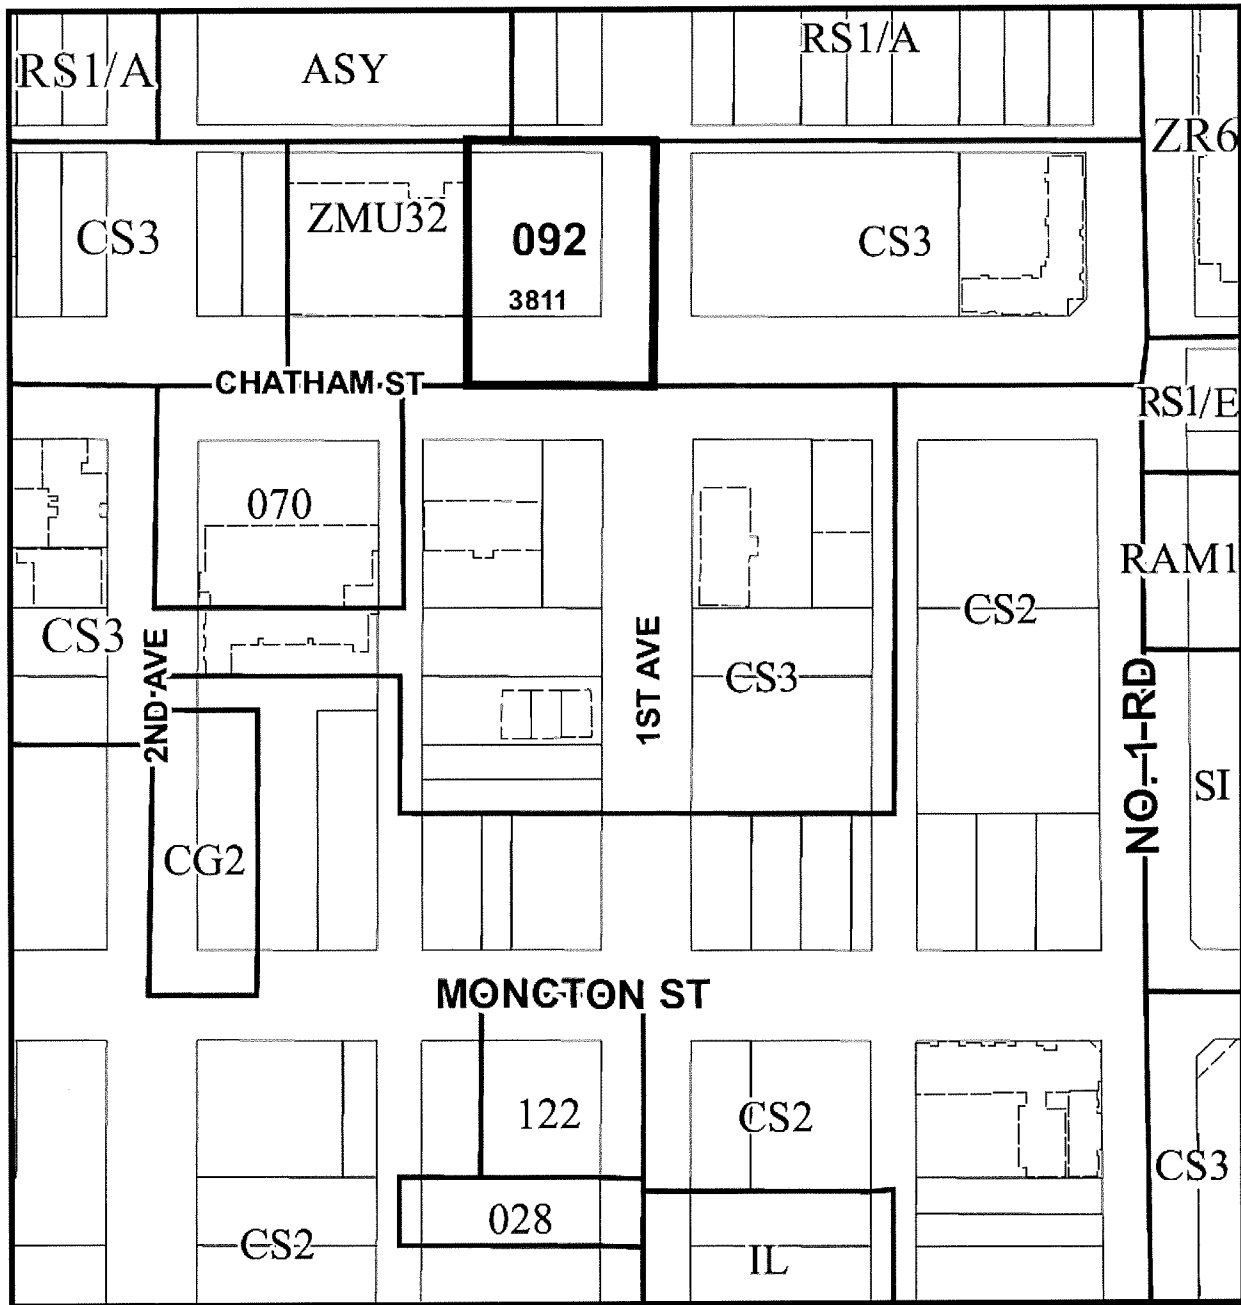 RS1/A
ASY
RS1/A
ZR6
CS3
ZMU32
092
3811
CS3
CHATHAM ST
RS1/E
070
RAM1
CS2
CS3
2ND AVE
1ST AVE
CS3
NO. 1 RD
SI
CG2
MONCTON ST
122
CS2
CS3
028
CS2
IL